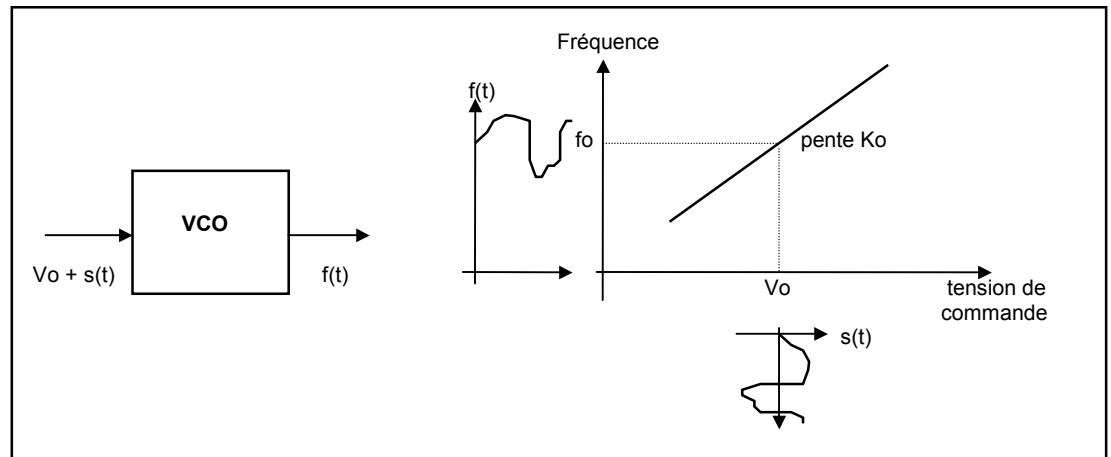 Fréquence
f(t)
fo
pente Ko
VCO
Vo + s(t)
f(t)
Vo
tension de
commande
s(t)